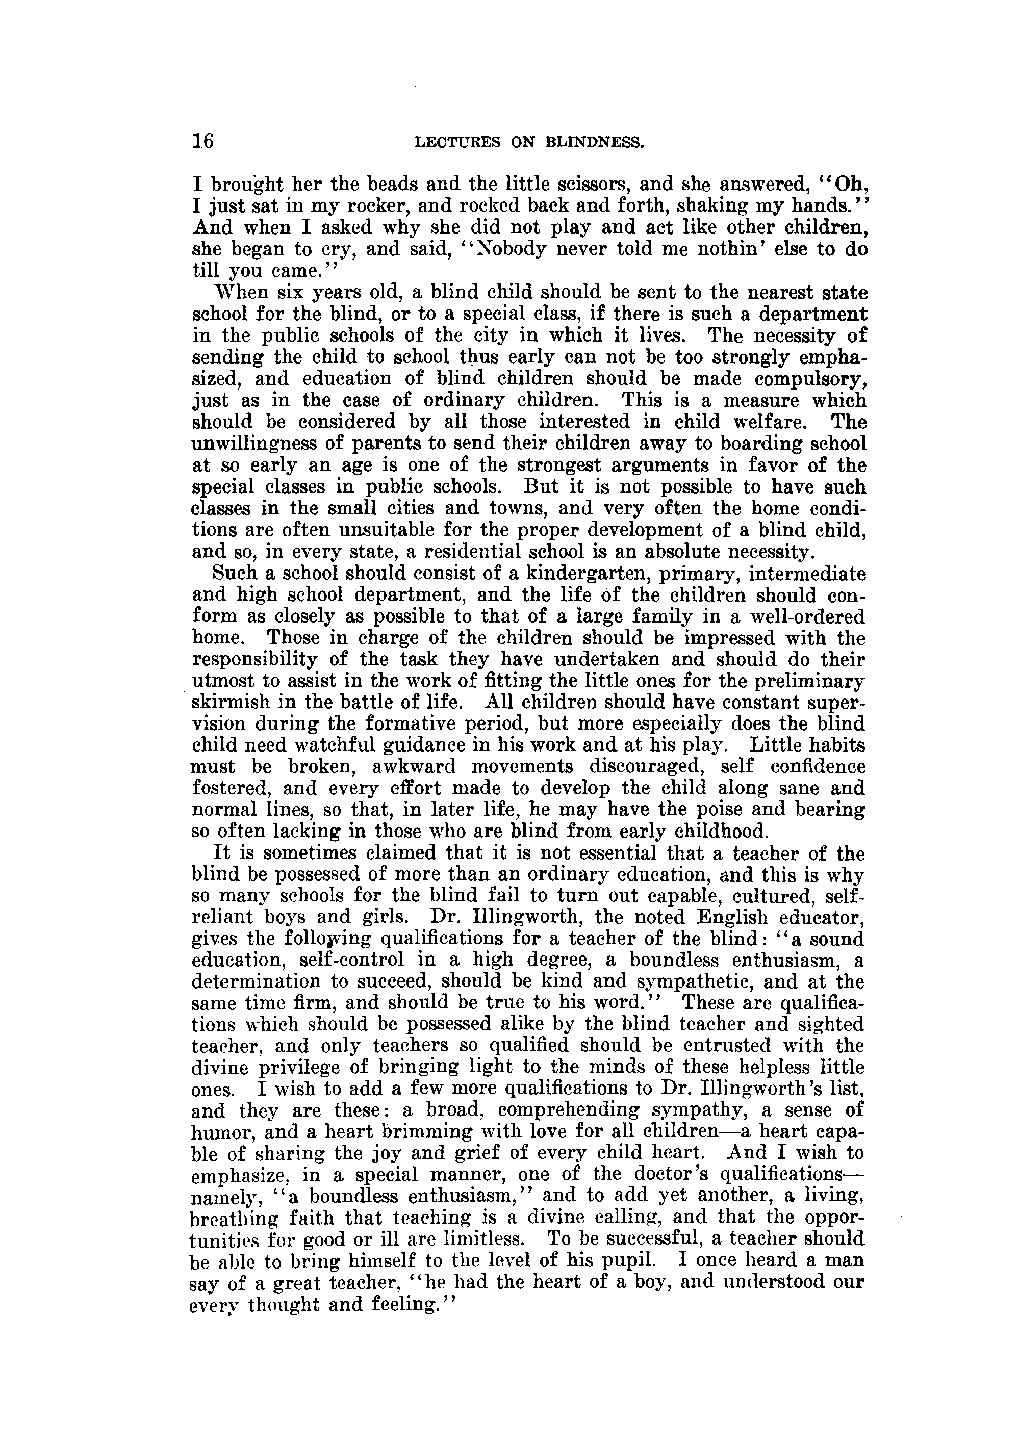 16 LECTURES ON BLINDNESS.
I brought her the beads and the little scissors, and she answered, "Oh,
I just sat in my rocker, and rocked back and forth, shaking my hands."
And when I asked why she did not play and act like other children,
she began to cry, and said, "Nobody never told me nothin' else to do
till you came."
When six years old, a blind child should be sent to the nearest state
school for the blind, or to a special class, if there is such a department
in the public schools of the city in which it lives. The necessity of
sending the child to school thus early can not be too strongly empha-
sized, and education of blind children should be made compulsory,
just as in the case of ordinary children. This is a measure which
should be considered by all those interested in child welfare. The
unwillingness of parents to send their children away to boarding school
at so early an age is one of the strongest arguments in favor of the
special classes in public schools. But it is not possible to have such
classes in the small cities and towns, and very often the home condi-
tions are often unsuitable for the proper development of a blind child,
and so, in every state, a residential school is an absolute necessity.
Such a school should consist of a kindergarten, primary, intermediate
and high school department, and the life of the children should con-
form as closely as possible to that of a large family in a well-ordered
home. Those in charge of the children should be impressed with the
responsibility of the task they have undertaken and should do their
utmost to assist in the work of fitting the little ones for the preliminary
skirmish in the battle of life. All children should have constant super-
vision during the formative period, but more especially does the blind
child need watchful guidance in his work and at his play. Little habits
must be broken, awkward movements discouraged, self confidence
fostered, and every effort made to develop the child along sane and
normal lines, so that, in later life, he may have the poise and bearing
so often lacking in those who are blind from early childhood.
It is sometimes claimed that it is not essential that a teacher of the
blind be possessed of more than an ordinary education, and this is why
so many schools for the blind fail to turn out capable, cultured, self-
reliant boys and girls. Dr. Illingworth, the noted English educator,
gives the following qualifications for a teacher of the blind: "a sound
education, self-control in a high degree, a boundless enthusiasm, a
determination to succeed, should be kind and sympathetic, and at the
same time firm, and should be true to his word." These are qualifica-
tions which should be possessed alike by the blind teacher and sighted
teacher, and only teachers so qualified should be entrusted with the
divine privilege of bringing light to the minds of these helpless little
ones. I wish to add a few more qualifications to Dr. Illingworth's list,
and they are these: a broad, comprehending sympathy, a sense of
humor, and a heart brimming with love for all children—a heart capa-
ble of sharing the joy and grief of every child heart. And I wish to
emphasize, in a special manner, one of the doctor's qualifications—
namely, "a boundless enthusiasm," and to add yet another, a living,
breathing faith that teaching is a divine calling, and that the oppor-
tunities for good or ill are limitless. To be successful, a teacher should
be able to bring himself to the level of his pupil. I once heard a man
say of a great teacher, "he had the heart of a boy, and understood our
every thought and feeling."